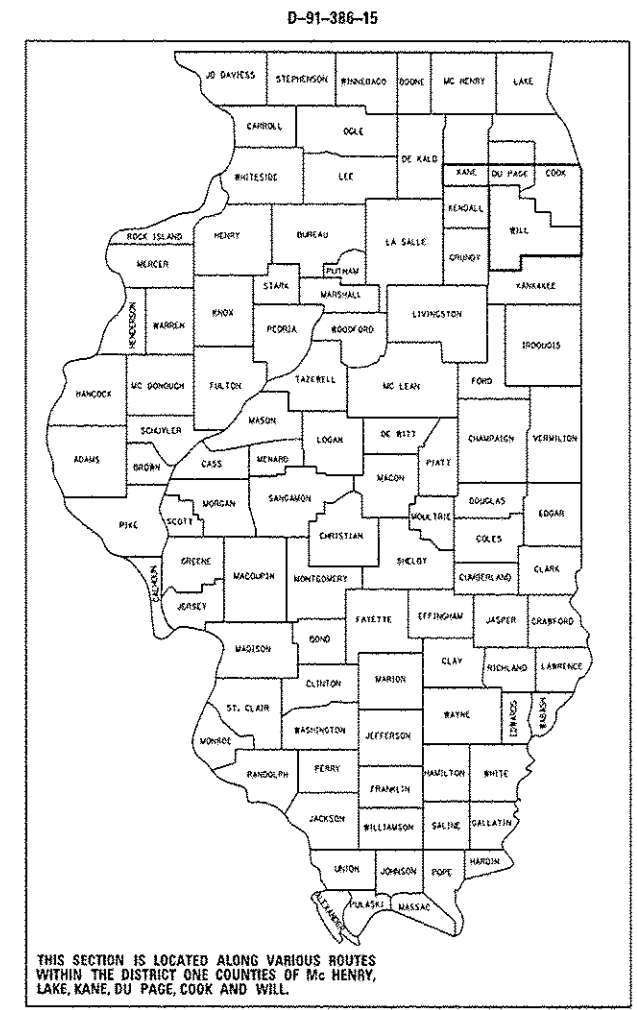 D-91-386-15
JO DAVIESS STEPHENSON WINNEBAGO BOONE MC HENRY LAKE
CARROLL OGLE
DE KALB
WHITESIDE LEE KANE DU PAGE COOK
KENDALL
ROCK ISLAND HENRY BUREAU LA SALLE WILL
MERCER PUTNAM GRUNDY
STARK MARSHALL KANKAKEE
HENDERSON WARREN KNOX PEORIA WOODFORD LIVINGSTON
IROQUOIS
HANCOCK MC DONOUGH FULTON TAZEWELL MC LEAN FORD
SCHUYLER MASON
LOGAN DE WITT CHAMPAIGN VERMILION
ADAMS BROWN CASS MENARD PIATT
MACON
MORGAN SANGAMON DOUGLAS
PIKE SCOTT MOULTRIE EDGAR
CHRISTIAN COLES
GREENE SHELBY
CALHOUN MACOUPIN MONTGOMERY CUMBERLAND CLARK
JERSEY
FAYETTE EFFINGHAM JASPER CRAWFORD
MADISON BOND
CLAY RICHLAND LAWRENCE
CLINTON MARION
ST. CLAIR WAYNE EDWARDS WABASH
WASHINGTON JEFFERSON
MONROE
RANDOLPH PERRY HAMILTON WHITE
FRANKLIN
JACKSON WILLIAMSON SALINE GALLATIN
UNION JOHNSON POPE HARDIN
ALEXANDER PULASKI MASSAC
THIS SECTION IS LOCATED ALONG VARIOUS ROUTES
WITHIN THE DISTRICT ONE COUNTIES OF Mc HENRY,
LAKE, KANE, DU PAGE, COOK AND WILL.